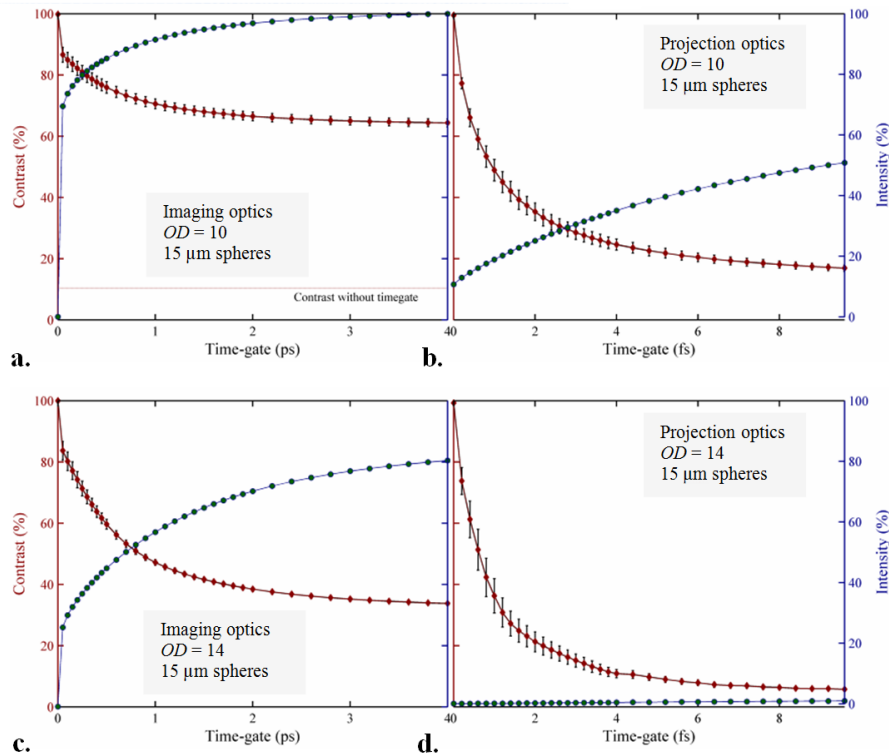 100
80
60
40
20
0
Contrast (%)
Imaging optics
OD = 10
15 µm spheres
Contrast without timegate
0
1
2
3
4
Time-gate (ps)
a.
Projection optics
OD = 10
15 µm spheres
0
2
4
6
8
Time-gate (fs)
b.
100
80
60
40
20
0
Intensity (%)
100
80
60
40
20
0
Contrast (%)
Imaging optics
OD = 14
15 µm spheres
0
1
2
3
4
Time-gate (ps)
c.
Projection optics
OD = 14
15 µm spheres
0
2
4
6
8
Time-gate (fs)
d.
100
80
60
40
20
0
Intensity (%)